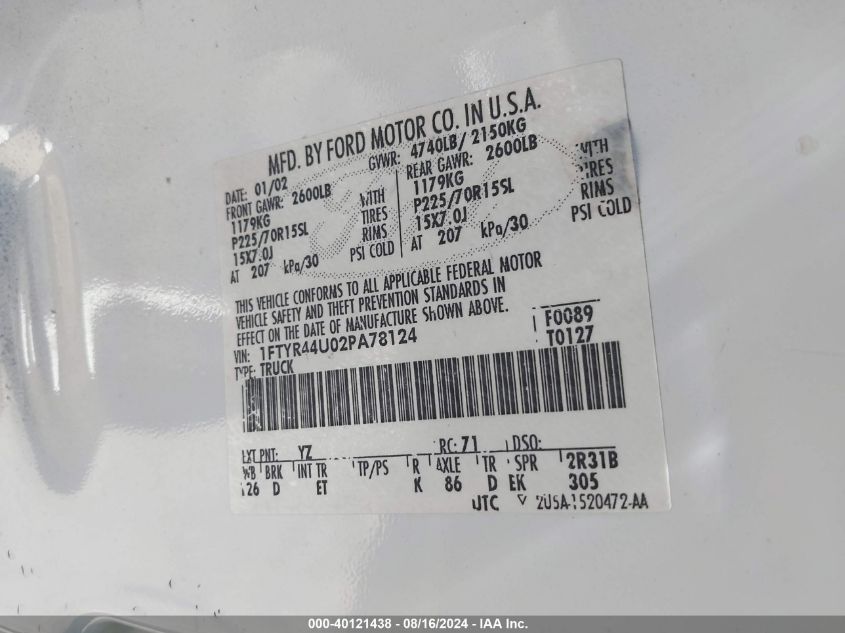 MFD. BY FORD MOTOR CO. IN U.S.A.
DATE: 01/02 GVWR: 4740LB/ 2150KG
FRONT GAWR: 2600LB REAR GAWR: 2600LB
1179KG WITH 1179KG WITH
P225/70R15SL TIRES P225/70R15SL TIRES
15X7.0J RIMS 15X7.0J RIMS
AT 207 kPa/30 PSI COLD AT 207 kPa/30 PSI COLD
THIS VEHICLE CONFORMS TO ALL APPLICABLE FEDERAL MOTOR
VEHICLE SAFETY AND THEFT PREVENTION STANDARDS IN
EFFECT ON THE DATE OF MANUFACTURE SHOWN ABOVE.
VIN: 1FTYR44U02PA78124 F0089
TYPE: TRUCK T0127
EXT PNT: YZ RC: 71 DSO:
WB BRK INT TR TP/PS R AXLE TR SPR 2R31B
126 D ET K 86 D EK 305
UTC 2U5A-1520472-AA
000-40121438 - 08/16/2024 - IAA Inc.